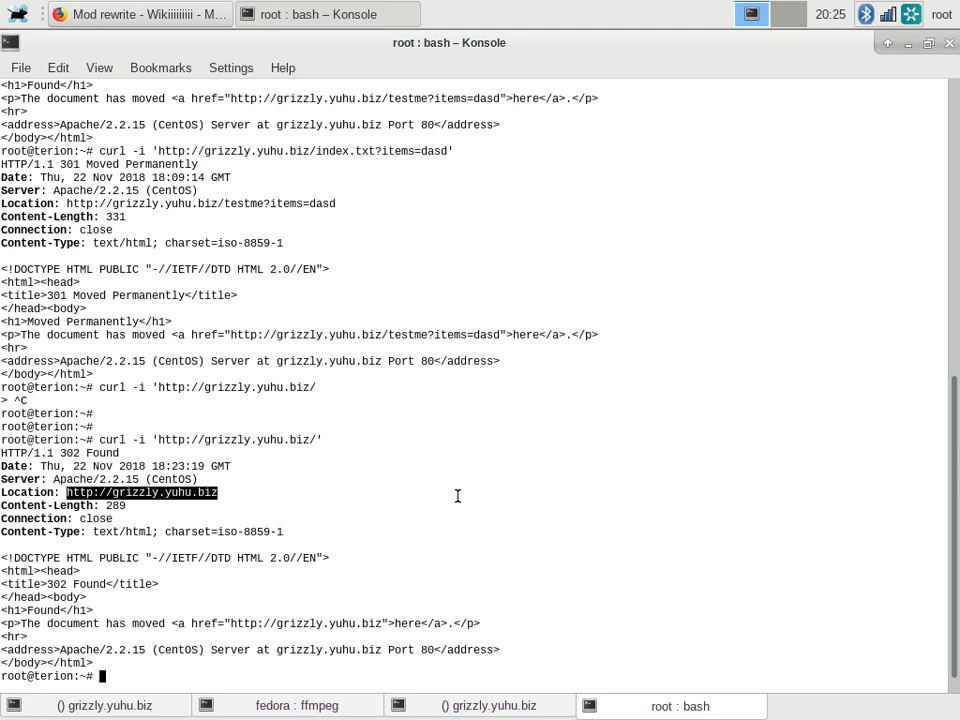 Mod rewrite - Wikiiiiiiii - M...
root : bash – Konsole
20:25
root
root : bash – Konsole
File Edit View Bookmarks Settings Help
<h1>Found</h1>
<p>The document has moved <a href="http://grizzly.yuhu.biz/testme?items=dasd">here</a>.</p>
<hr>
<address>Apache/2.2.15 (CentOS) Server at grizzly.yuhu.biz Port 80</address>
</body></html>
root@terion:~# curl -i 'http://grizzly.yuhu.biz/index.txt?items=dasd'
HTTP/1.1 301 Moved Permanently
Date: Thu, 22 Nov 2018 18:09:14 GMT
Server: Apache/2.2.15 (CentOS)
Location: http://grizzly.yuhu.biz/testme?items=dasd
Content-Length: 331
Connection: close
Content-Type: text/html; charset=iso-8859-1
<!DOCTYPE HTML PUBLIC "-//IETF//DTD HTML 2.0//EN">
<html><head>
<title>301 Moved Permanently</title>
</head><body>
<h1>Moved Permanently</h1>
<p>The document has moved <a href="http://grizzly.yuhu.biz/testme?items=dasd">here</a>.</p>
<hr>
<address>Apache/2.2.15 (CentOS) Server at grizzly.yuhu.biz Port 80</address>
</body></html>
root@terion:~# curl -i 'http://grizzly.yuhu.biz/
> ^C
root@terion:~#
root@terion:~#
root@terion:~# curl -i 'http://grizzly.yuhu.biz/'
HTTP/1.1 302 Found
Date: Thu, 22 Nov 2018 18:23:19 GMT
Server: Apache/2.2.15 (CentOS)
Location: http://grizzly.yuhu.biz
Content-Length: 289
Connection: close
Content-Type: text/html; charset=iso-8859-1
<!DOCTYPE HTML PUBLIC "-//IETF//DTD HTML 2.0//EN">
<html><head>
<title>302 Found</title>
</head><body>
<h1>Found</h1>
<p>The document has moved <a href="http://grizzly.yuhu.biz">here</a>.</p>
<hr>
<address>Apache/2.2.15 (CentOS) Server at grizzly.yuhu.biz Port 80</address>
</body></html>
root@terion:~#
() grizzly.yuhu.biz
fedora : ffmpeg
() grizzly.yuhu.biz
root : bash